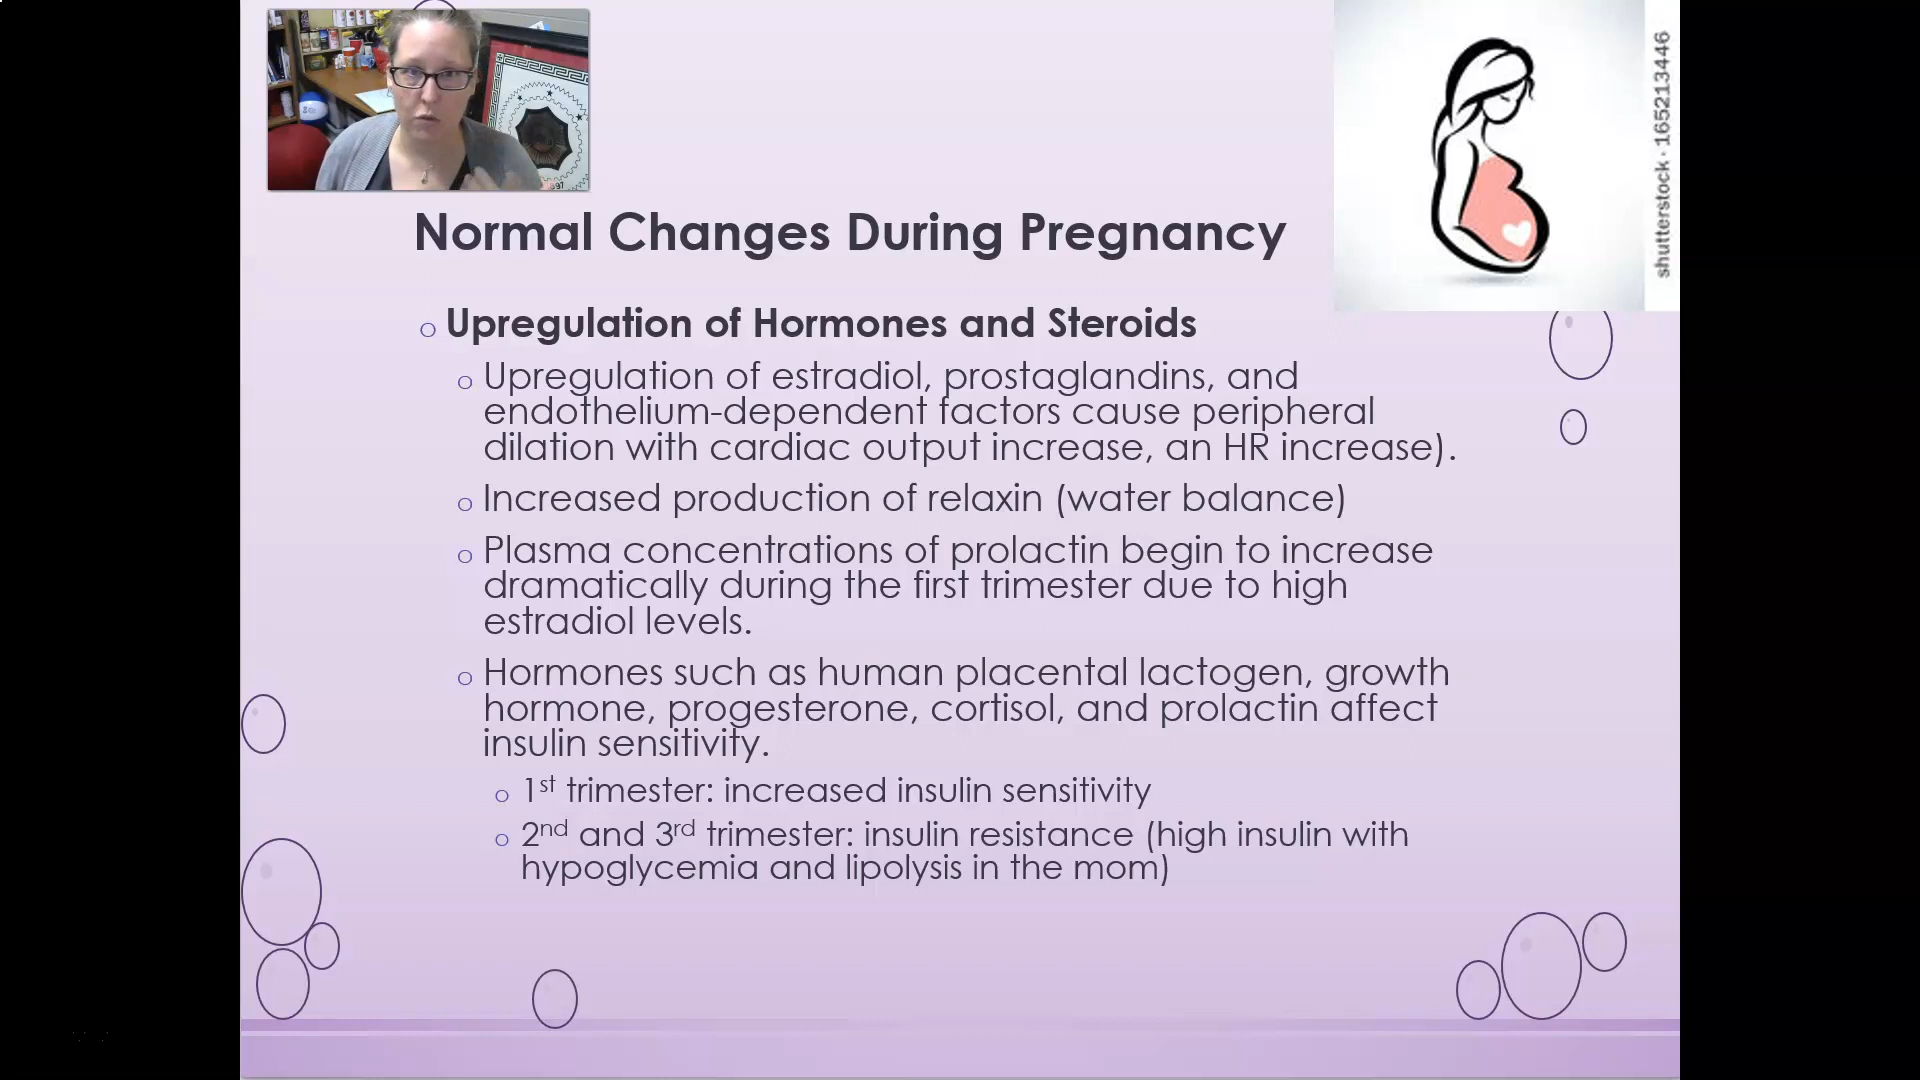 Normal Changes During Pregnancy
o Upregulation of Hormones and Steroids
o Upregulation of estradiol, prostaglandins, and
endothelium-dependent factors cause peripheral
dilation with cardiac output increase, an HR increase).
o Increased production of relaxin (water balance)
o Plasma concentrations of prolactin begin to increase
dramatically during the first trimester due to high
estradiol levels.
o Hormones such as human placental lactogen, growth
hormone, progesterone, cortisol, and prolactin affect
insulin sensitivity.
o 1st trimester: increased insulin sensitivity
o 2nd and 3rd trimester: insulin resistance (high insulin with
hypoglycemia and lipolysis in the mom)
shutterstock · 1652213446